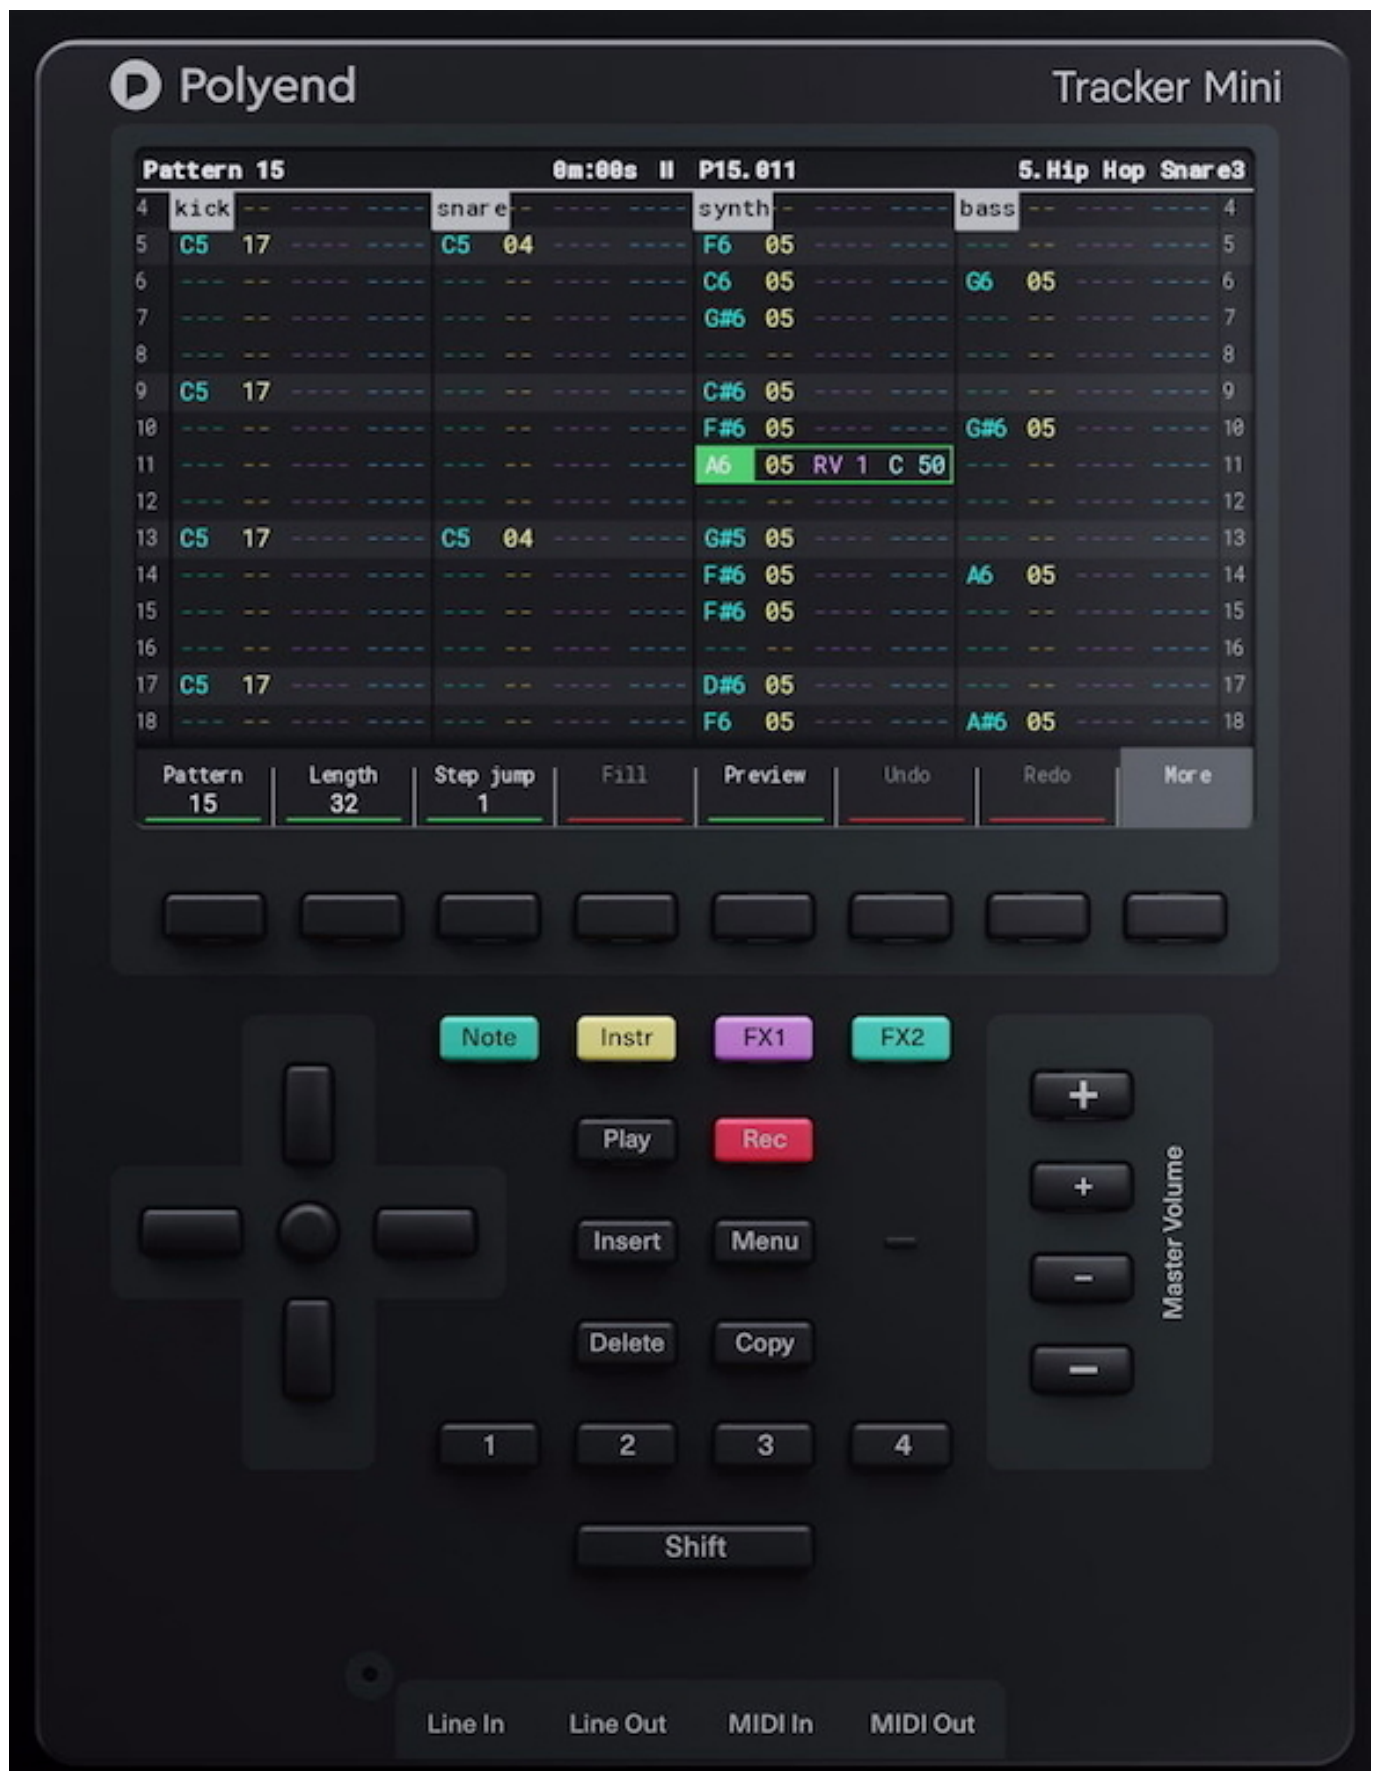 Polyend
Tracker Mini
Pattern 15 0m:00s P15.011 5.Hip Hop Snare3
4 kick -- ---- ---- snare -- ---- ---- synth -- ---- ---- bass -- ---- ---- 4
5 C5 17 ---- ---- C5 04 ---- ---- F6 05 ---- ---- --- -- ---- ---- 5
6 --- -- ---- ---- --- -- ---- ---- C6 05 ---- ---- G6 05 ---- ---- 6
7 --- -- ---- ---- --- -- ---- ---- G#6 05 ---- ---- --- -- ---- ---- 7
8 --- -- ---- ---- --- -- ---- ---- --- -- ---- ---- --- -- ---- ---- 8
9 C5 17 ---- ---- --- -- ---- ---- C#6 05 ---- ---- --- -- ---- ---- 9
10 --- -- ---- ---- --- -- ---- ---- F#6 05 ---- ---- G#6 05 ---- ---- 10
11 --- -- ---- ---- --- -- ---- ---- A6 05 RV 1 C 50 --- -- ---- ---- 11
12 --- -- ---- ---- --- -- ---- ---- --- -- ---- ---- --- -- ---- ---- 12
13 C5 17 ---- ---- C5 04 ---- ---- G#5 05 ---- ---- --- -- ---- ---- 13
14 --- -- ---- ---- --- -- ---- ---- F#6 05 ---- ---- A6 05 ---- ---- 14
15 --- -- ---- ---- --- -- ---- ---- F#6 05 ---- ---- --- -- ---- ---- 15
16 --- -- ---- ---- --- -- ---- ---- --- -- ---- ---- --- -- ---- ---- 16
17 C5 17 ---- ---- --- -- ---- ---- D#6 05 ---- ---- --- -- ---- ---- 17
18 --- -- ---- ---- --- -- ---- ---- F6 05 ---- ---- A#6 05 ---- ---- 18
Pattern Length Step jump Fill Preview Undo Redo More
15 32 1
Note Instr FX1 FX2
+
Play Rec
+
Insert Menu
Master Volume
-
Delete Copy
-
1 2 3 4
Shift
Line In Line Out MIDI In MIDI Out